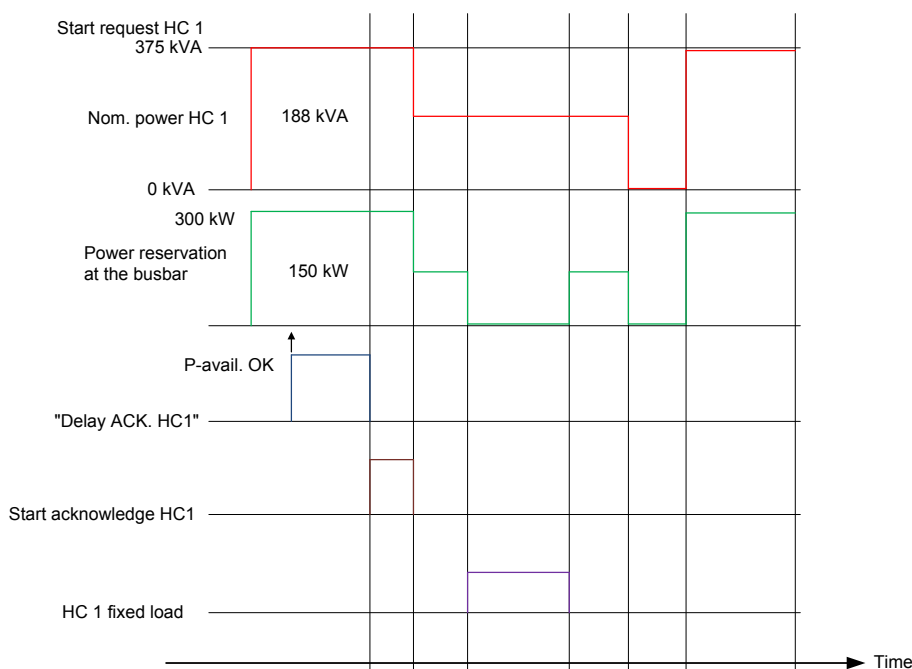 Start request HC 1
375 kVA
Nom. power HC 1
188 kVA
0 kVA
300 kW
Power reservation
at the busbar
150 kW
P-avail. OK
"Delay ACK. HC1"
Start acknowledge HC1
HC 1 fixed load
Time